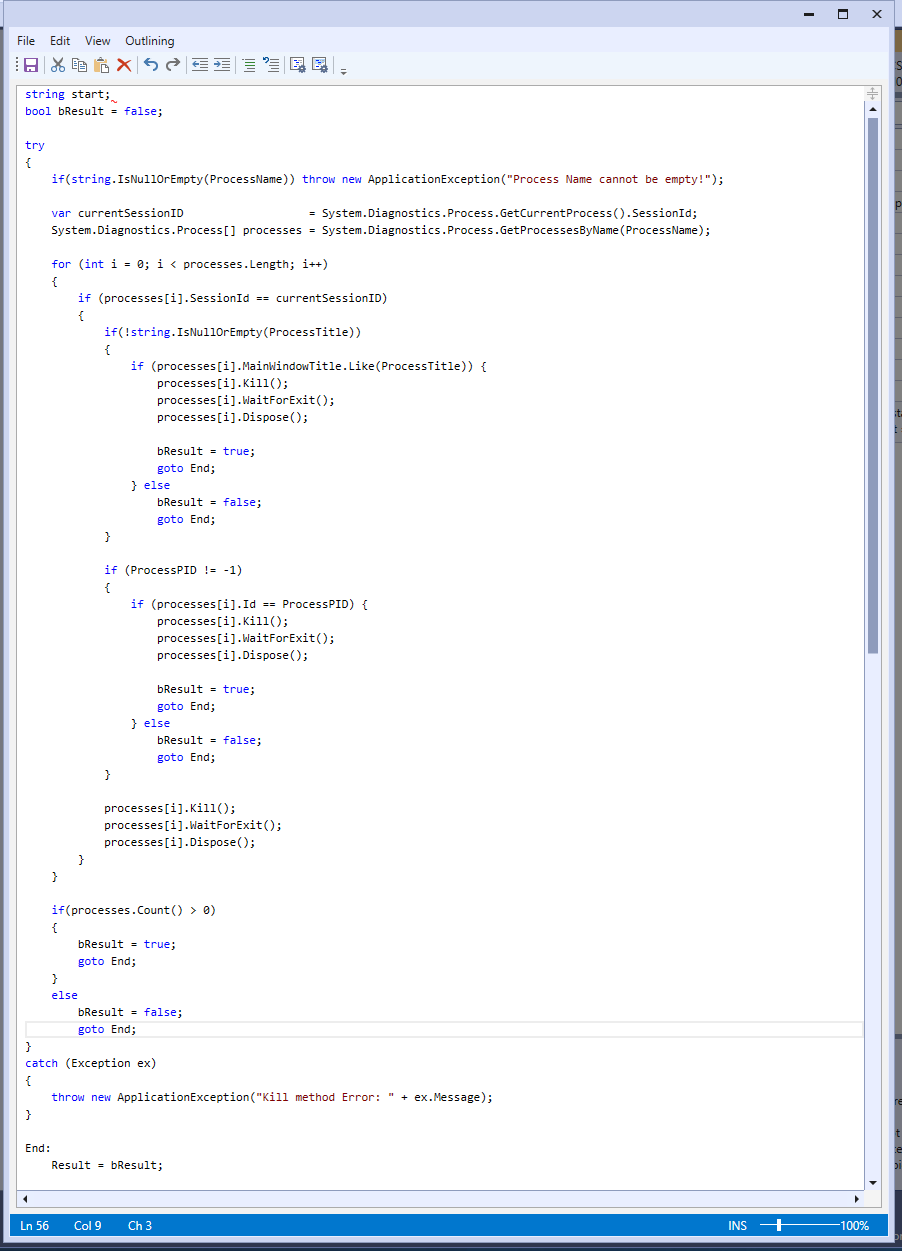 File Edit View Outlining
string start;
bool bResult = false;
try
{
if(string.IsNullOrEmpty(ProcessName)) throw new ApplicationException("Process Name cannot be empty!");
var currentSessionID = System.Diagnostics.Process.GetCurrentProcess().SessionId;
System.Diagnostics.Process[] processes = System.Diagnostics.Process.GetProcessesByName(ProcessName);
for (int i = 0; i < processes.Length; i++)
{
if (processes[i].SessionId == currentSessionID)
{
if(!string.IsNullOrEmpty(ProcessTitle))
{
if (processes[i].MainWindowTitle.Like(ProcessTitle)) {
processes[i].Kill();
processes[i].WaitForExit();
processes[i].Dispose();
bResult = true;
goto End;
} else
bResult = false;
goto End;
}
if (ProcessPID != -1)
{
if (processes[i].Id == ProcessPID) {
processes[i].Kill();
processes[i].WaitForExit();
processes[i].Dispose();
bResult = true;
goto End;
} else
bResult = false;
goto End;
}
processes[i].Kill();
processes[i].WaitForExit();
processes[i].Dispose();
}
}
if(processes.Count() > 0)
{
bResult = true;
goto End;
}
else
bResult = false;
goto End;
}
catch (Exception ex)
{
throw new ApplicationException("Kill method Error: " + ex.Message);
}
End:
Result = bResult;
Ln 56 Col 9 Ch 3 INS 100%